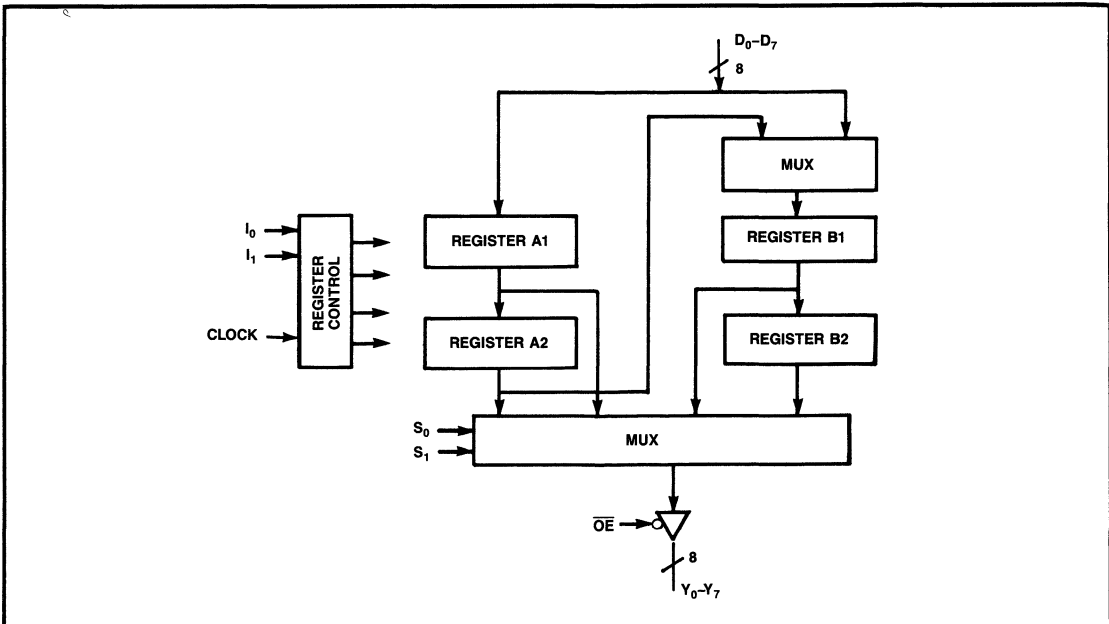 D₀–D₇
8
MUX
REGISTER A1
REGISTER B1
I₀
I₁
CLOCK
REGISTER
CONTROL
REGISTER A2
REGISTER B2
S₀
S₁
MUX
O̅E̅
8
Y₀–Y₇